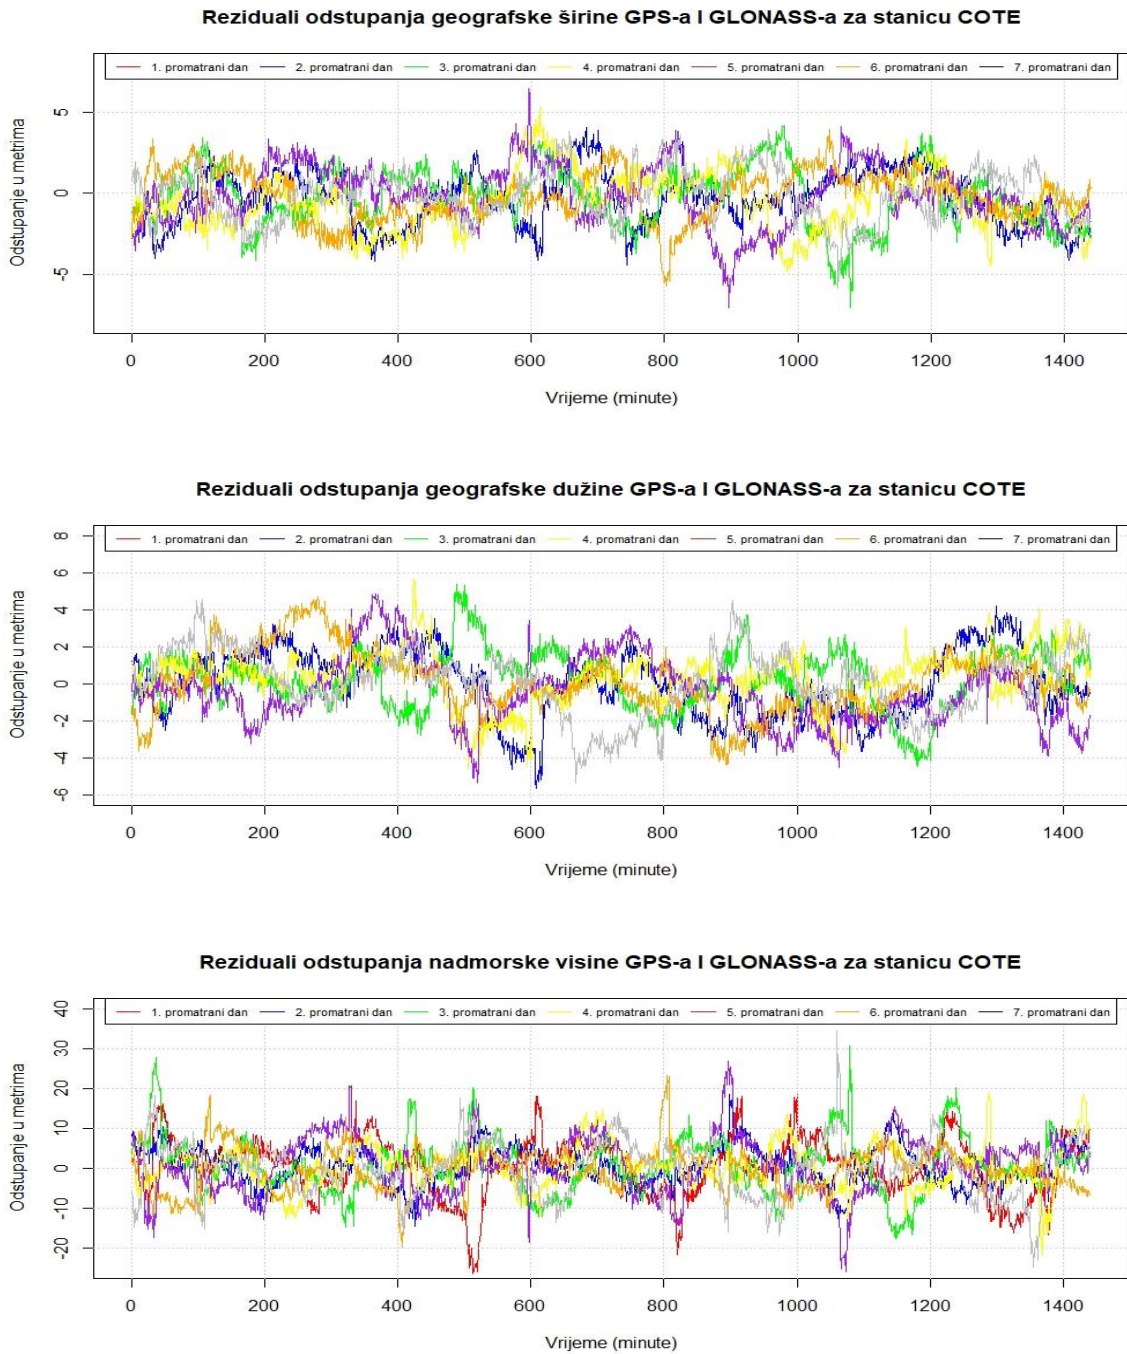 Reziduali odstupanja geografske širine GPS-a I GLONASS-a za stanicu COTE
1. promatrani dan 2. promatrani dan 3. promatrani dan 4. promatrani dan 5. promatrani dan 6. promatrani dan 7. promatrani dan
5
0
-5
Odstupanje u metrima
0 200 400 600 800 1000 1200 1400
Vrijeme (minute)
Reziduali odstupanja geografske dužine GPS-a I GLONASS-a za stanicu COTE
1. promatrani dan 2. promatrani dan 3. promatrani dan 4. promatrani dan 5. promatrani dan 6. promatrani dan 7. promatrani dan
8
6
4
2
0
-2
-4
-6
Odstupanje u metrima
0 200 400 600 800 1000 1200 1400
Vrijeme (minute)
Reziduali odstupanja nadmorske visine GPS-a I GLONASS-a za stanicu COTE
1. promatrani dan 2. promatrani dan 3. promatrani dan 4. promatrani dan 5. promatrani dan 6. promatrani dan 7. promatrani dan
40
30
20
10
0
-10
-20
Odstupanje u metrima
0 200 400 600 800 1000 1200 1400
Vrijeme (minute)